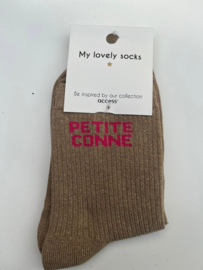 My lovely socks
Be inspired by our collection
access
PETITE
CONNE